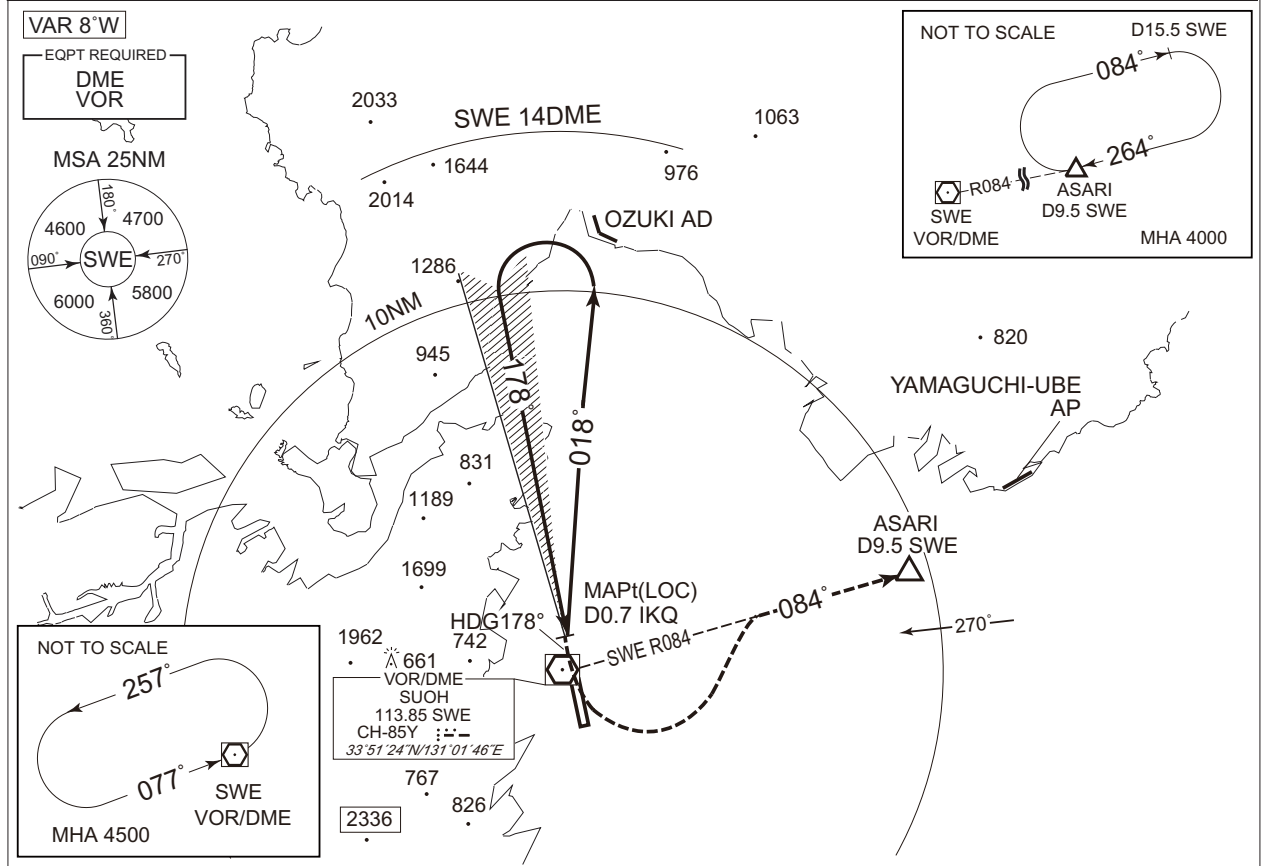 VAR 8°W
EQPT REQUIRED
DME
VOR
MSA 25NM
180°
4600
4700
090°
SWE
270°
6000
5800
360°
2033
SWE 14DME
1063
1644
976
2014
OZUKI AD
1286
10NM
945
178°
018°
831
1189
1699
820
YAMAGUCHI-UBE
AP
ASARI
D9.5 SWE
MAPt(LOC)
D0.7 IKQ
HDG178°
084°
SWE R084
270°
1962
742
661
VOR/DME
SUOH
113.85 SWE
CH-85Y
33°51´24˝N/131°01´46˝E
767
826
2336
NOT TO SCALE
D15.5 SWE
084°
264°
R084
ASARI
D9.5 SWE
SWE
VOR/DME
MHA 4000
NOT TO SCALE
257°
077°
SWE
VOR/DME
MHA 4500